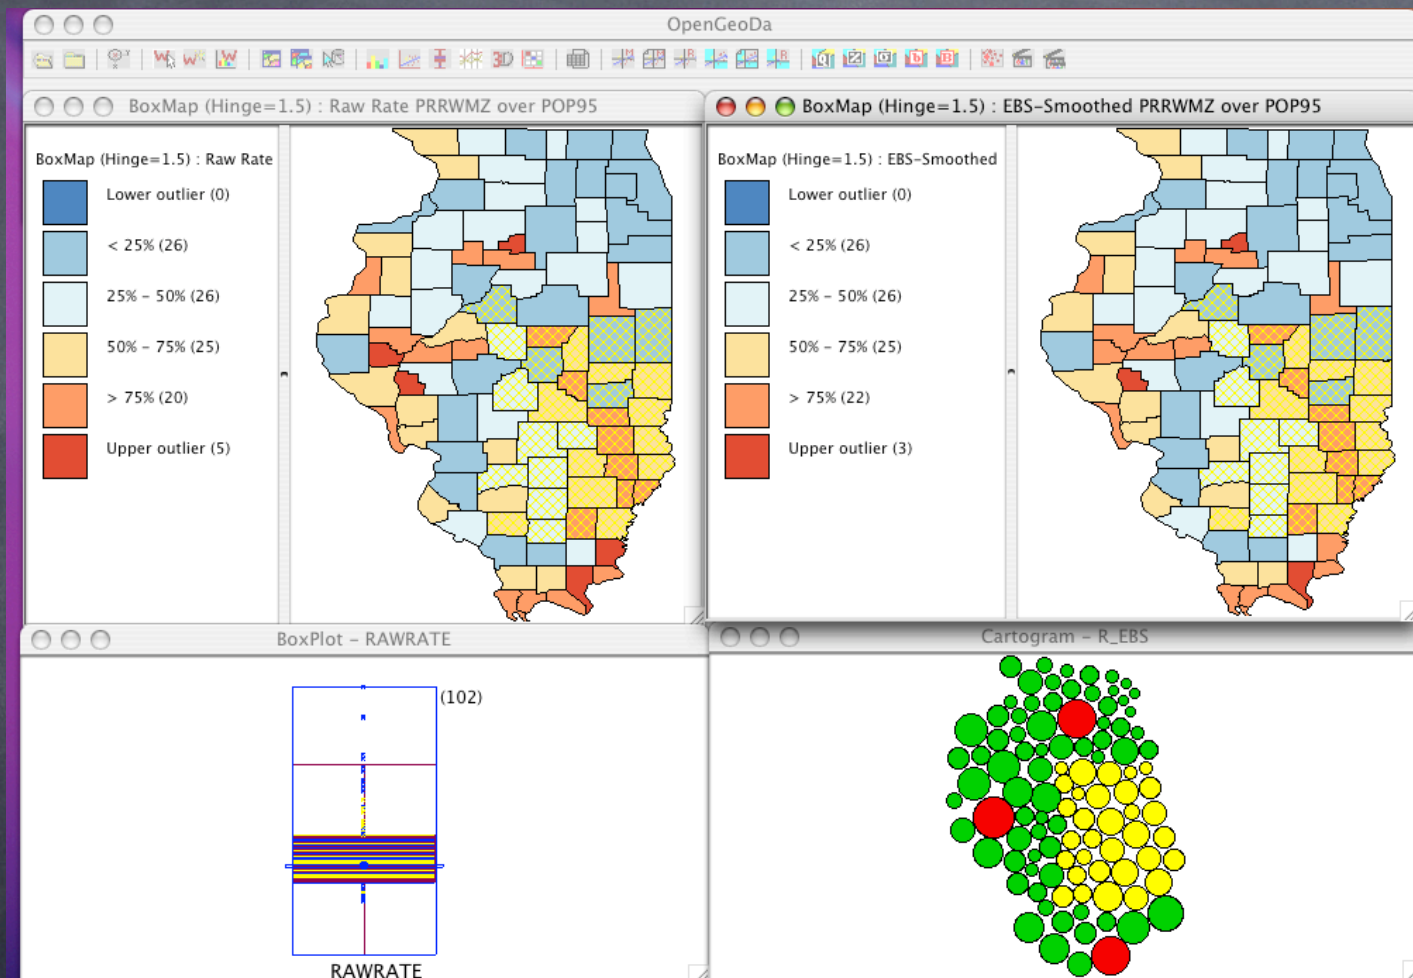 OpenGeoDa
3D
BoxMap (Hinge=1.5) : Raw Rate PRRWMZ over POP95
BoxMap (Hinge=1.5) : Raw Rate
Lower outlier (0)
< 25% (26)
25% - 50% (26)
50% - 75% (25)
> 75% (20)
Upper outlier (5)
BoxMap (Hinge=1.5) : EBS-Smoothed PRRWMZ over POP95
BoxMap (Hinge=1.5) : EBS-Smoothed
Lower outlier (0)
< 25% (26)
25% - 50% (26)
50% - 75% (25)
> 75% (22)
Upper outlier (3)
BoxPlot - RAWRATE
(102)
RAWRATE
Cartogram - R_EBS